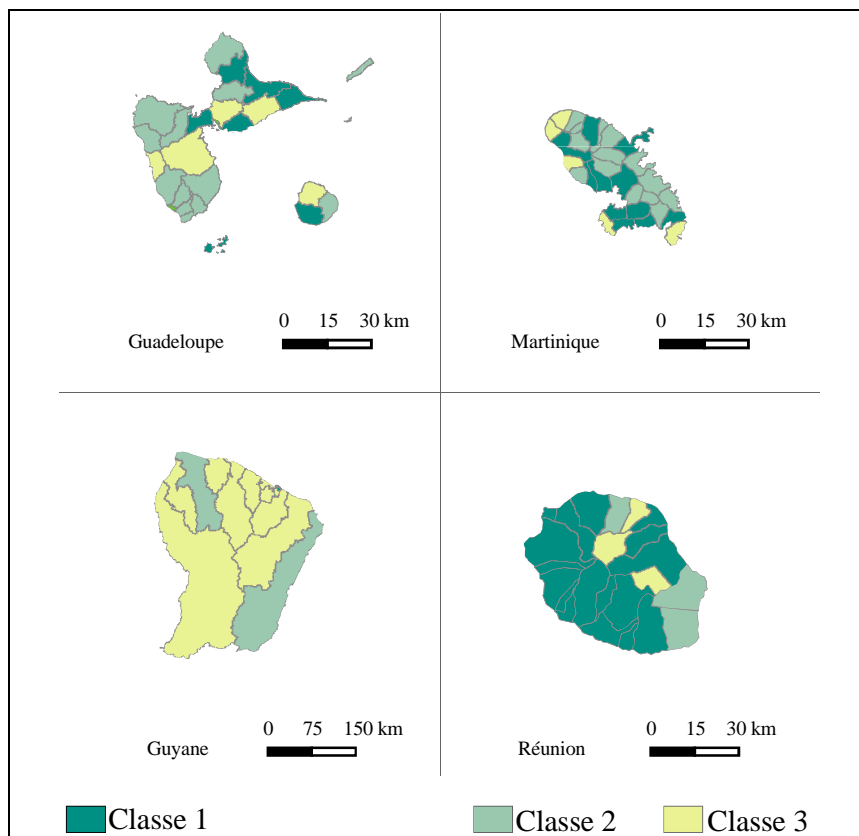 0 15 30 km
Guadeloupe
0 15 30 km
Martinique
0 75 150 km
Guyane
0 15 30 km
Réunion
Classe 1 Classe 2 Classe 3